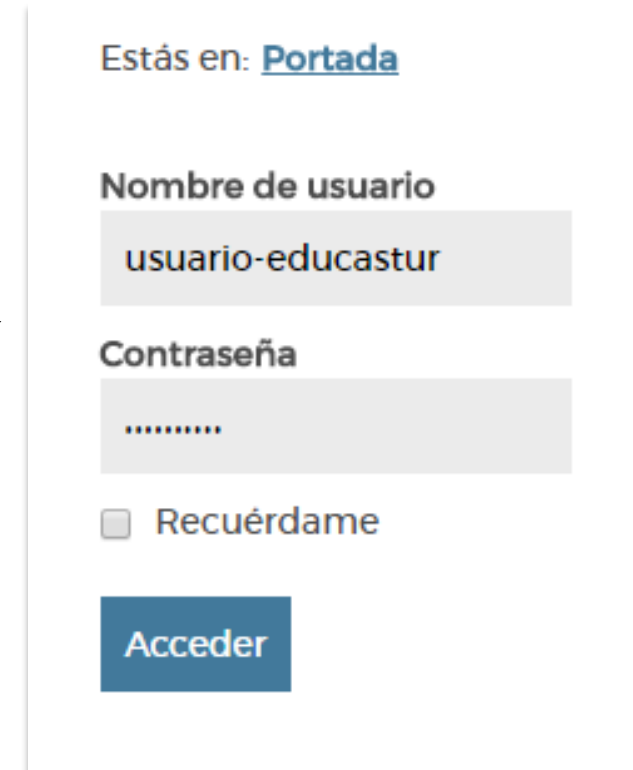 Estás en: Portada
Nombre de usuario
usuario-educastur
Contraseña
··········
Recuérdame
Acceder